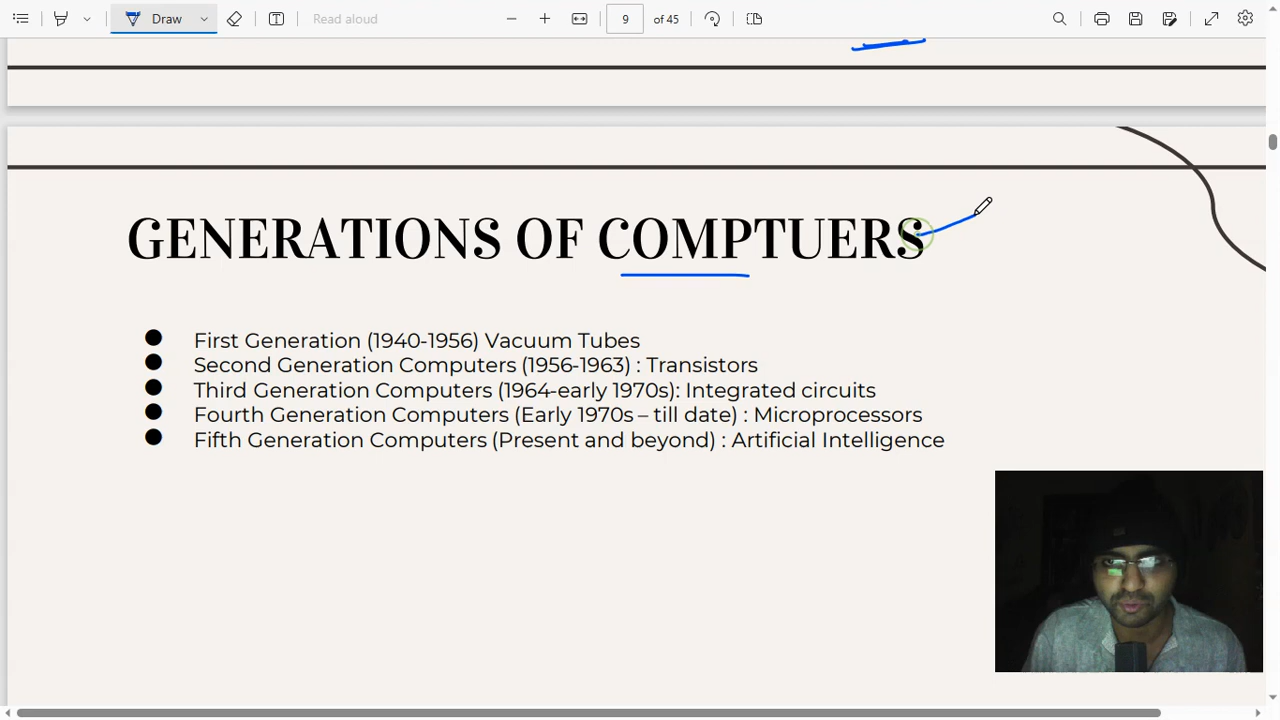 Draw
Read aloud
9 of 45
GENERATIONS OF COMPTUERS
● First Generation (1940-1956) Vacuum Tubes
● Second Generation Computers (1956-1963) : Transistors
● Third Generation Computers (1964-early 1970s): Integrated circuits
● Fourth Generation Computers (Early 1970s – till date) : Microprocessors
● Fifth Generation Computers (Present and beyond) : Artificial Intelligence